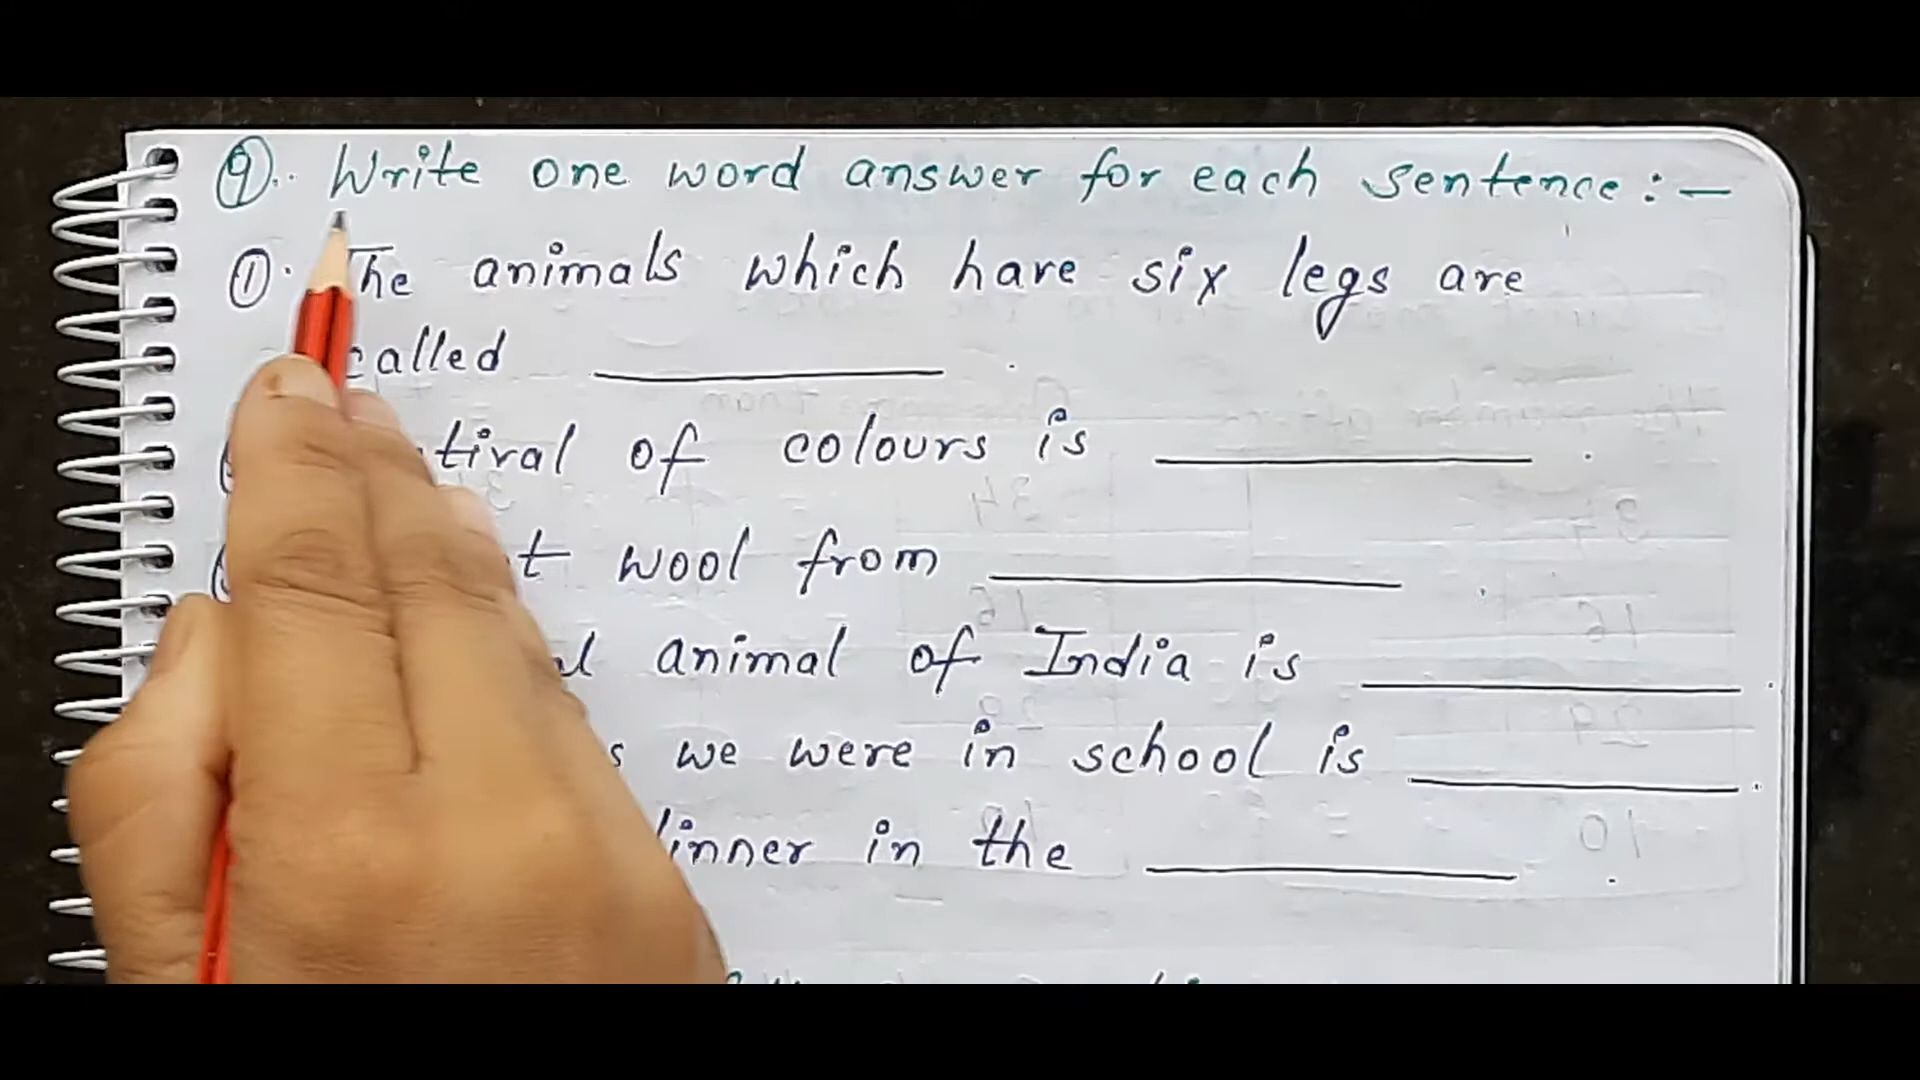 9. Write one word answer for each sentence:-
1. The animals which have six legs are
called ________ .
of colours is ________ .
wool from ________ .
animal of India is ________ .
we were in school is ________ .
in the ________ .